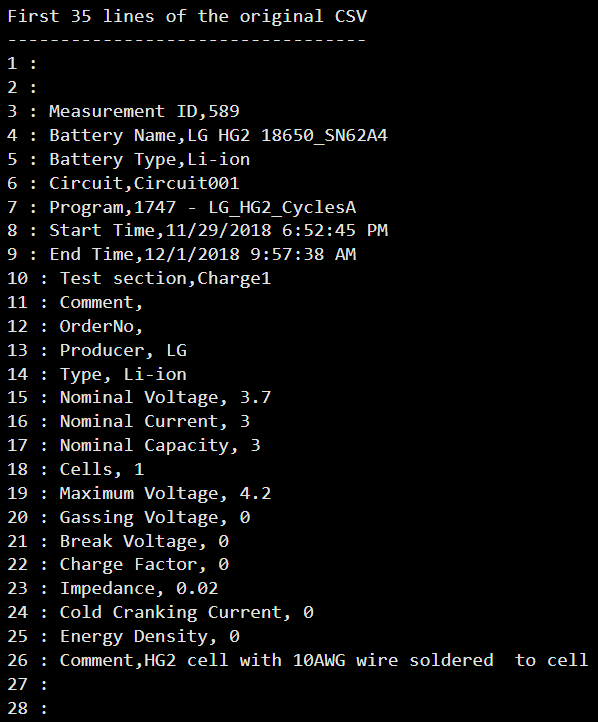 First 35 lines of the original CSV
----------------------------------
1 :
2 :
3 : Measurement ID,589
4 : Battery Name,LG HG2 18650_SN62A4
5 : Battery Type,Li-ion
6 : Circuit,Circuit001
7 : Program,1747 - LG_HG2_CyclesA
8 : Start Time,11/29/2018 6:52:45 PM
9 : End Time,12/1/2018 9:57:38 AM
10 : Test section,Charge1
11 : Comment,
12 : OrderNo,
13 : Producer, LG
14 : Type, Li-ion
15 : Nominal Voltage, 3.7
16 : Nominal Current, 3
17 : Nominal Capacity, 3
18 : Cells, 1
19 : Maximum Voltage, 4.2
20 : Gassing Voltage, 0
21 : Break Voltage, 0
22 : Charge Factor, 0
23 : Impedance, 0.02
24 : Cold Cranking Current, 0
25 : Energy Density, 0
26 : Comment,HG2 cell with 10AWG wire soldered  to cell
27 :
28 :